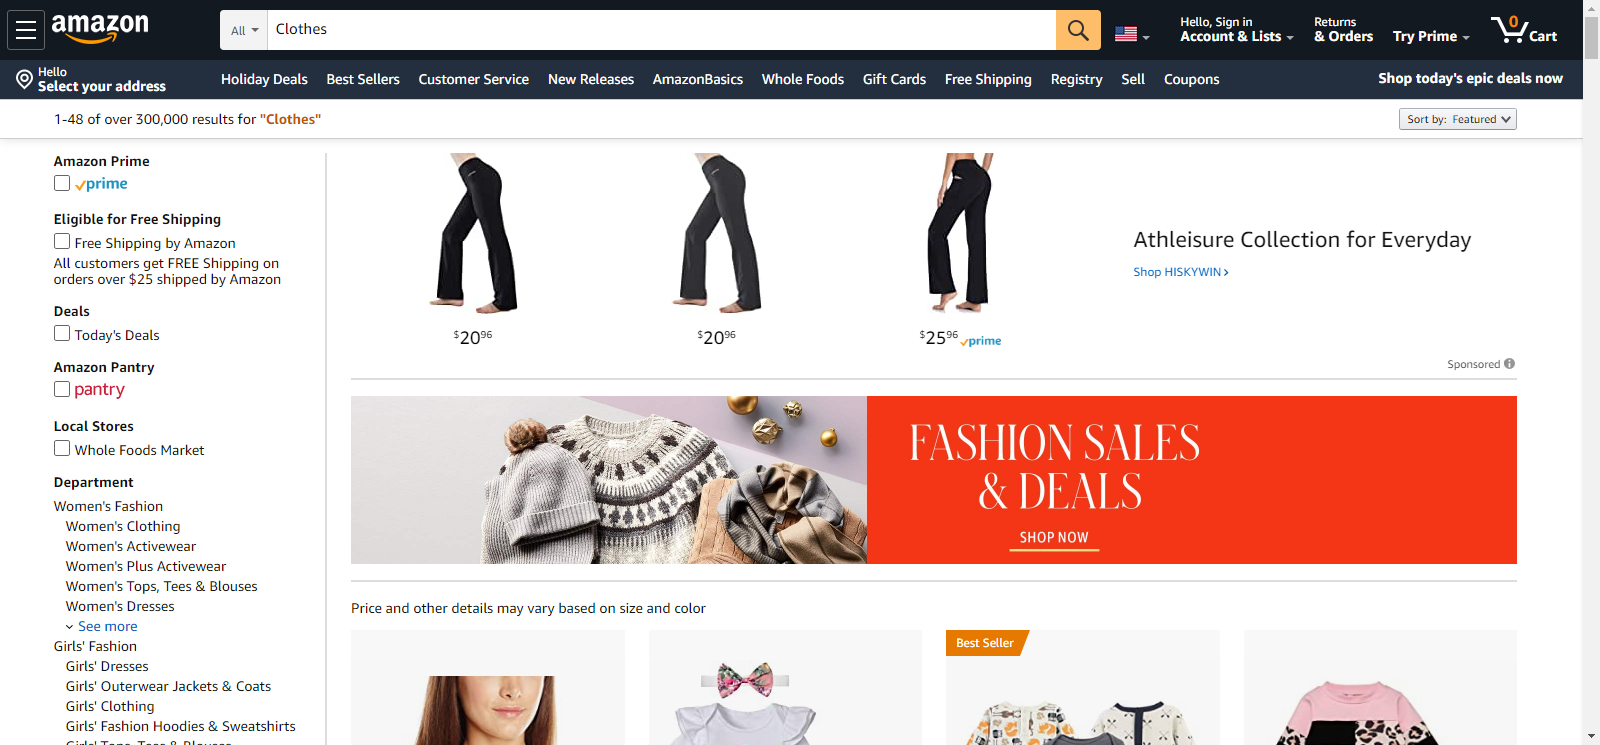 amazon
All
Clothes
Hello, Sign in
Account & Lists
Returns
& Orders
Try Prime
0
Cart
Hello
Select your address
Holiday Deals
Best Sellers
Customer Service
New Releases
AmazonBasics
Whole Foods
Gift Cards
Free Shipping
Registry
Sell
Coupons
Shop today's epic deals now
1-48 of over 300,000 results for "Clothes"
Sort by: Featured
Amazon Prime
prime
Eligible for Free Shipping
Free Shipping by Amazon
All customers get FREE Shipping on
orders over $25 shipped by Amazon
Deals
Today's Deals
Amazon Pantry
pantry
Local Stores
Whole Foods Market
Department
Women's Fashion
Women's Clothing
Women's Activewear
Women's Plus Activewear
Women's Tops, Tees & Blouses
Women's Dresses
See more
Girls' Fashion
Girls' Dresses
Girls' Outerwear Jackets & Coats
Girls' Clothing
Girls' Fashion Hoodies & Sweatshirts
Girls' Tops, Tees & Blouses
$2096
$2096
$2596 prime
Athleisure Collection for Everyday
Shop HISKYWIN
Sponsored
FASHION SALES
& DEALS
SHOP NOW
Price and other details may vary based on size and color
Best Seller